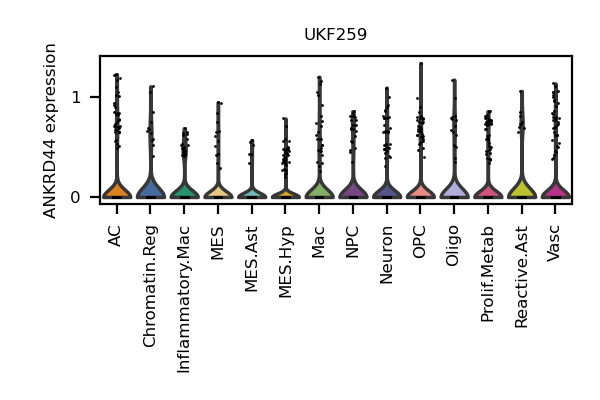 UKF259
ANKRD44 expression
1
0
AC
Chromatin.Reg
Inflammatory.Mac
MES
MES.Ast
MES.Hyp
Mac
NPC
Neuron
OPC
Oligo
Prolif.Metab
Reactive.Ast
Vasc